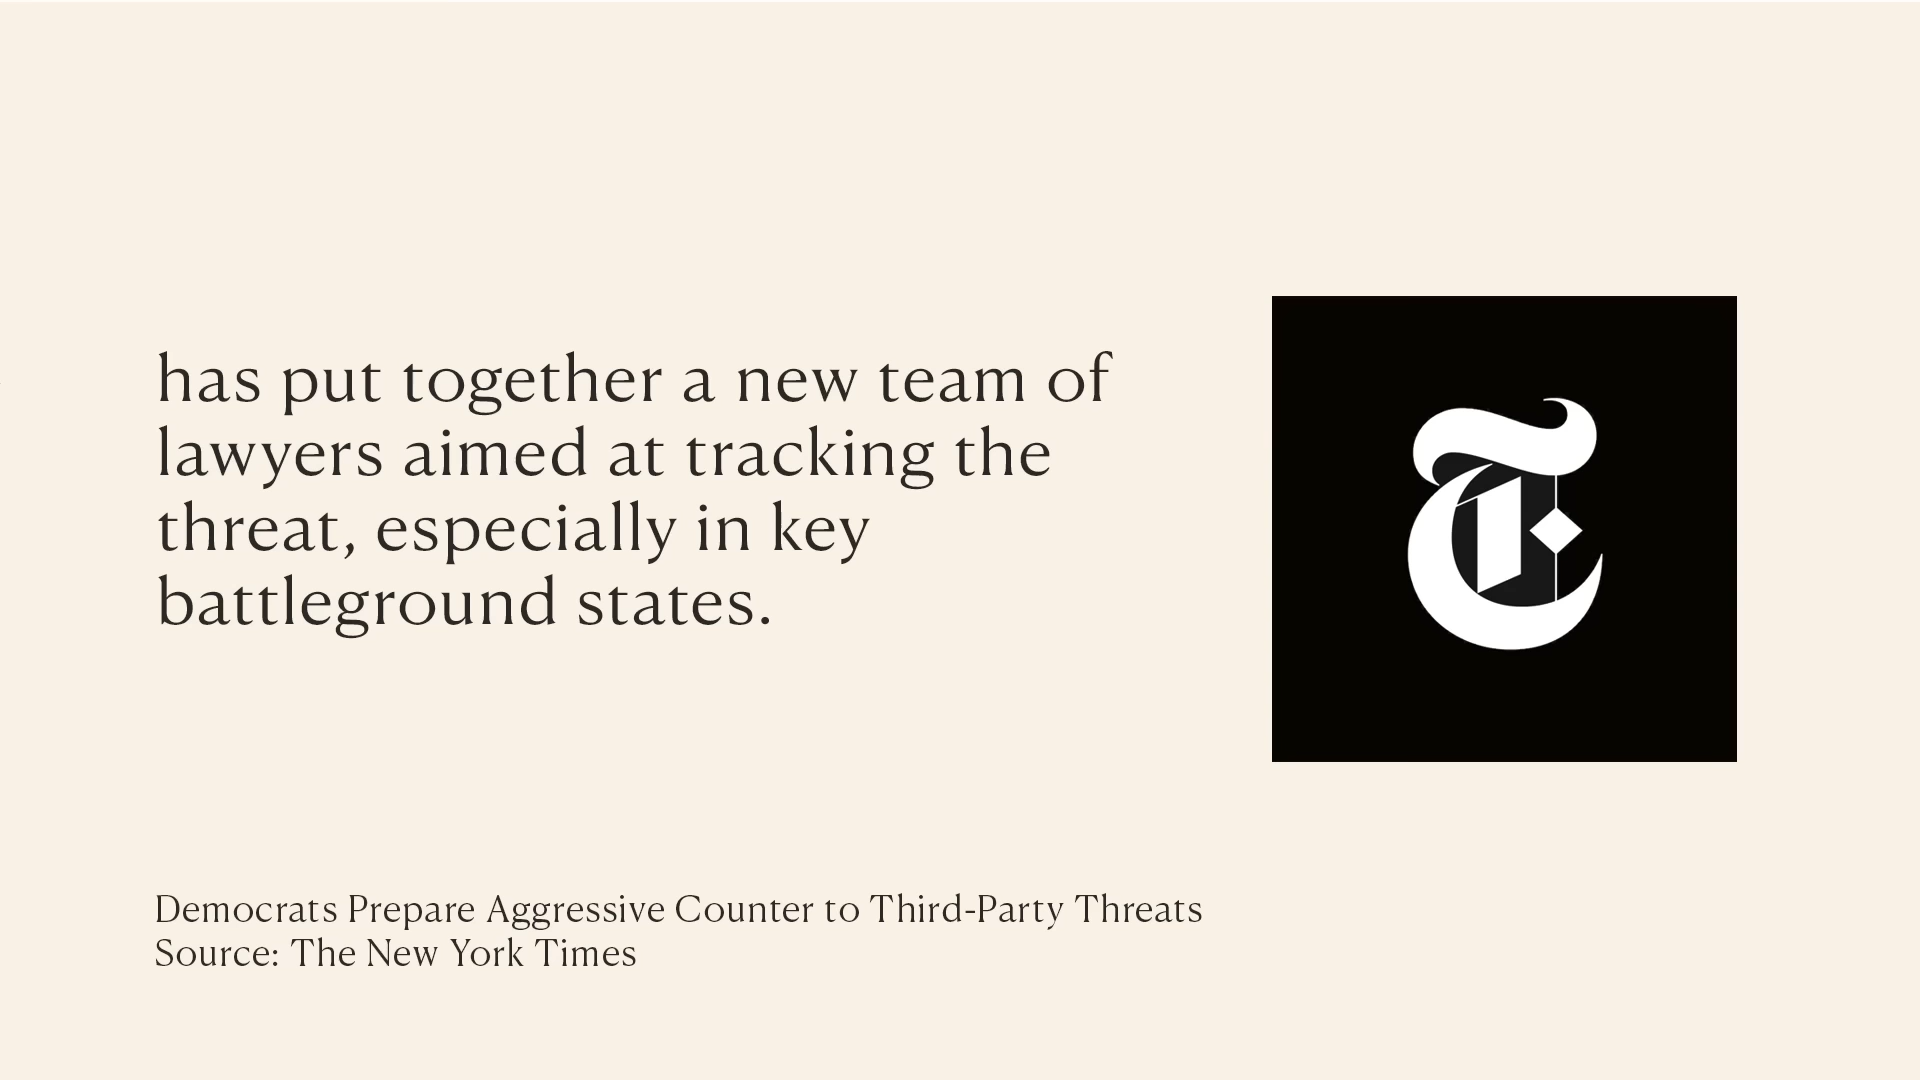 has put together a new team of
lawyers aimed at tracking the
threat, especially in key
battleground states.
T
Democrats Prepare Aggressive Counter to Third-Party Threats
Source: The New York Times